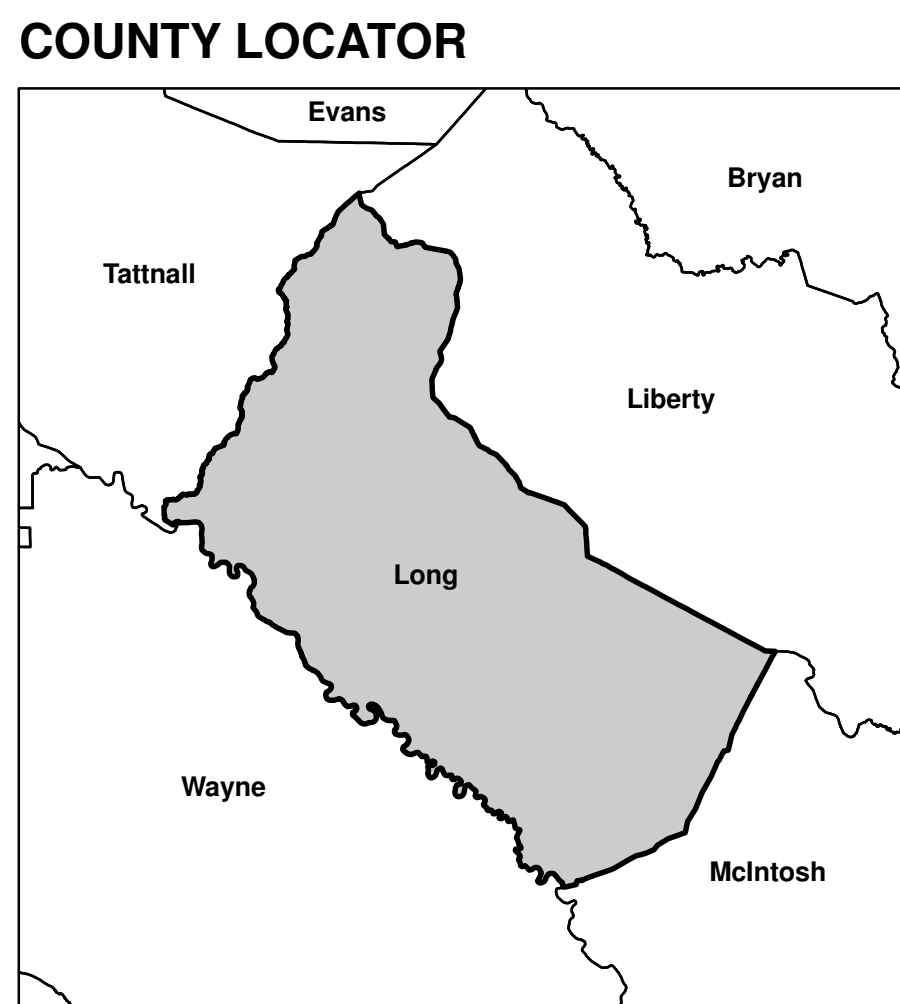 COUNTY LOCATOR
Evans
Bryan
Tattnall
Liberty
Long
Wayne
McIntosh